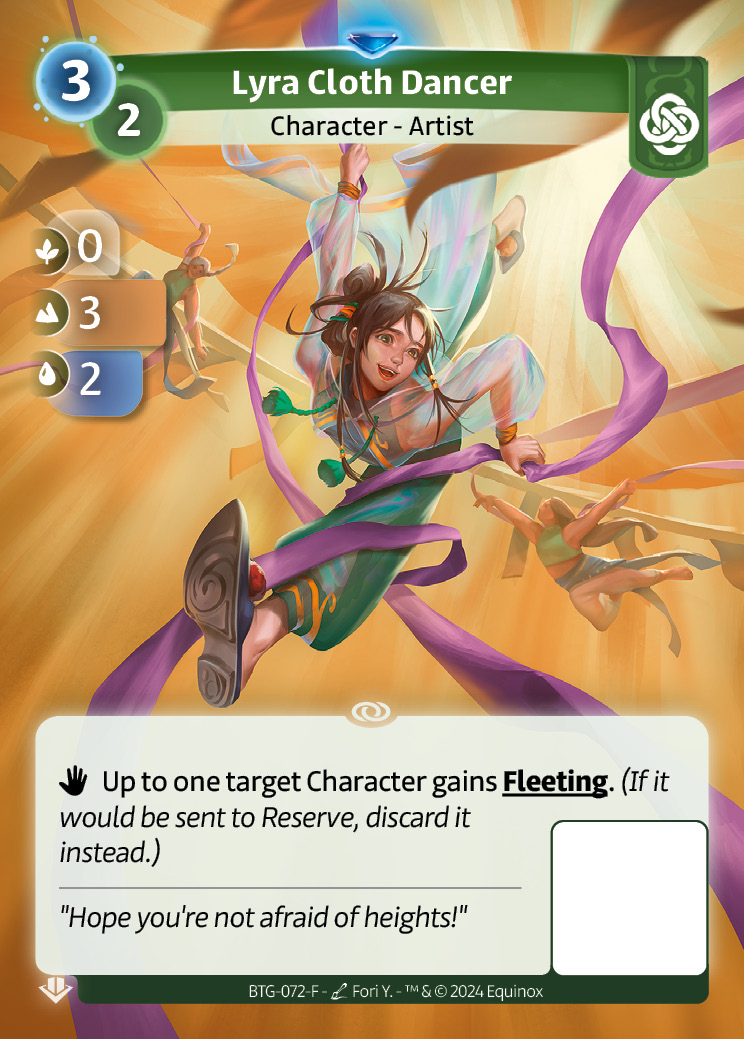 3
Lyra Cloth Dancer
2
Character - Artist
0
3
2
Up to one target Character gains Fleeting. (If it
would be sent to Reserve, discard it
instead.)
"Hope you're not afraid of heights!"
BTG-072-F - Fori Y. - ™ & © 2024 Equinox